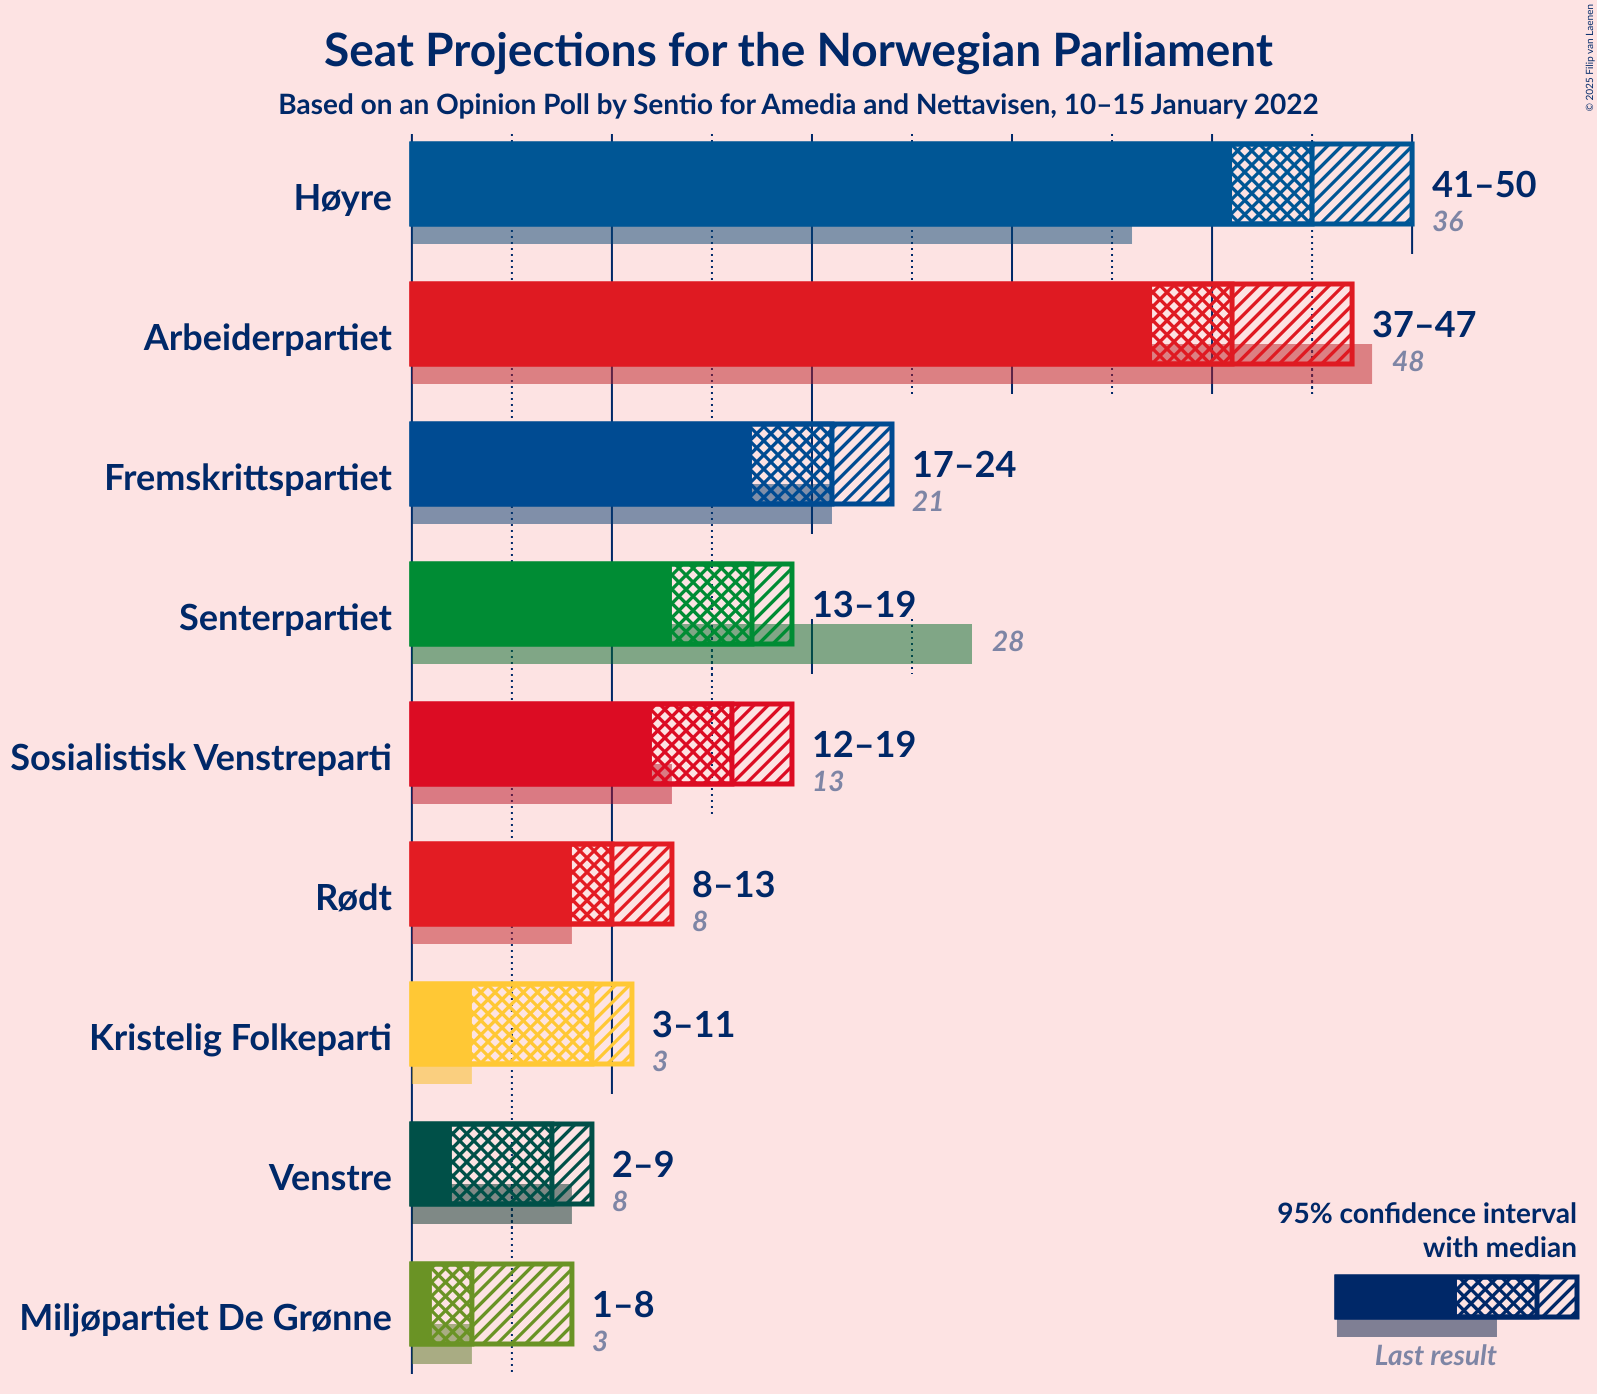 Seat Projections for the Norwegian Parliament
Based on an Opinion Poll by Sentio for Amedia and Nettavisen, 10–15 January 2022
© 2025 Filip van Laenen
Høyre
41–50
36
Arbeiderpartiet
37–47
48
Fremskrittspartiet
17–24
21
Senterpartiet
13–19
28
Sosialistisk Venstreparti
12–19
13
Rødt
8–13
8
Kristelig Folkeparti
3–11
3
Venstre
2–9
8
Miljøpartiet De Grønne
1–8
3
95% confidence interval
with median
Last result